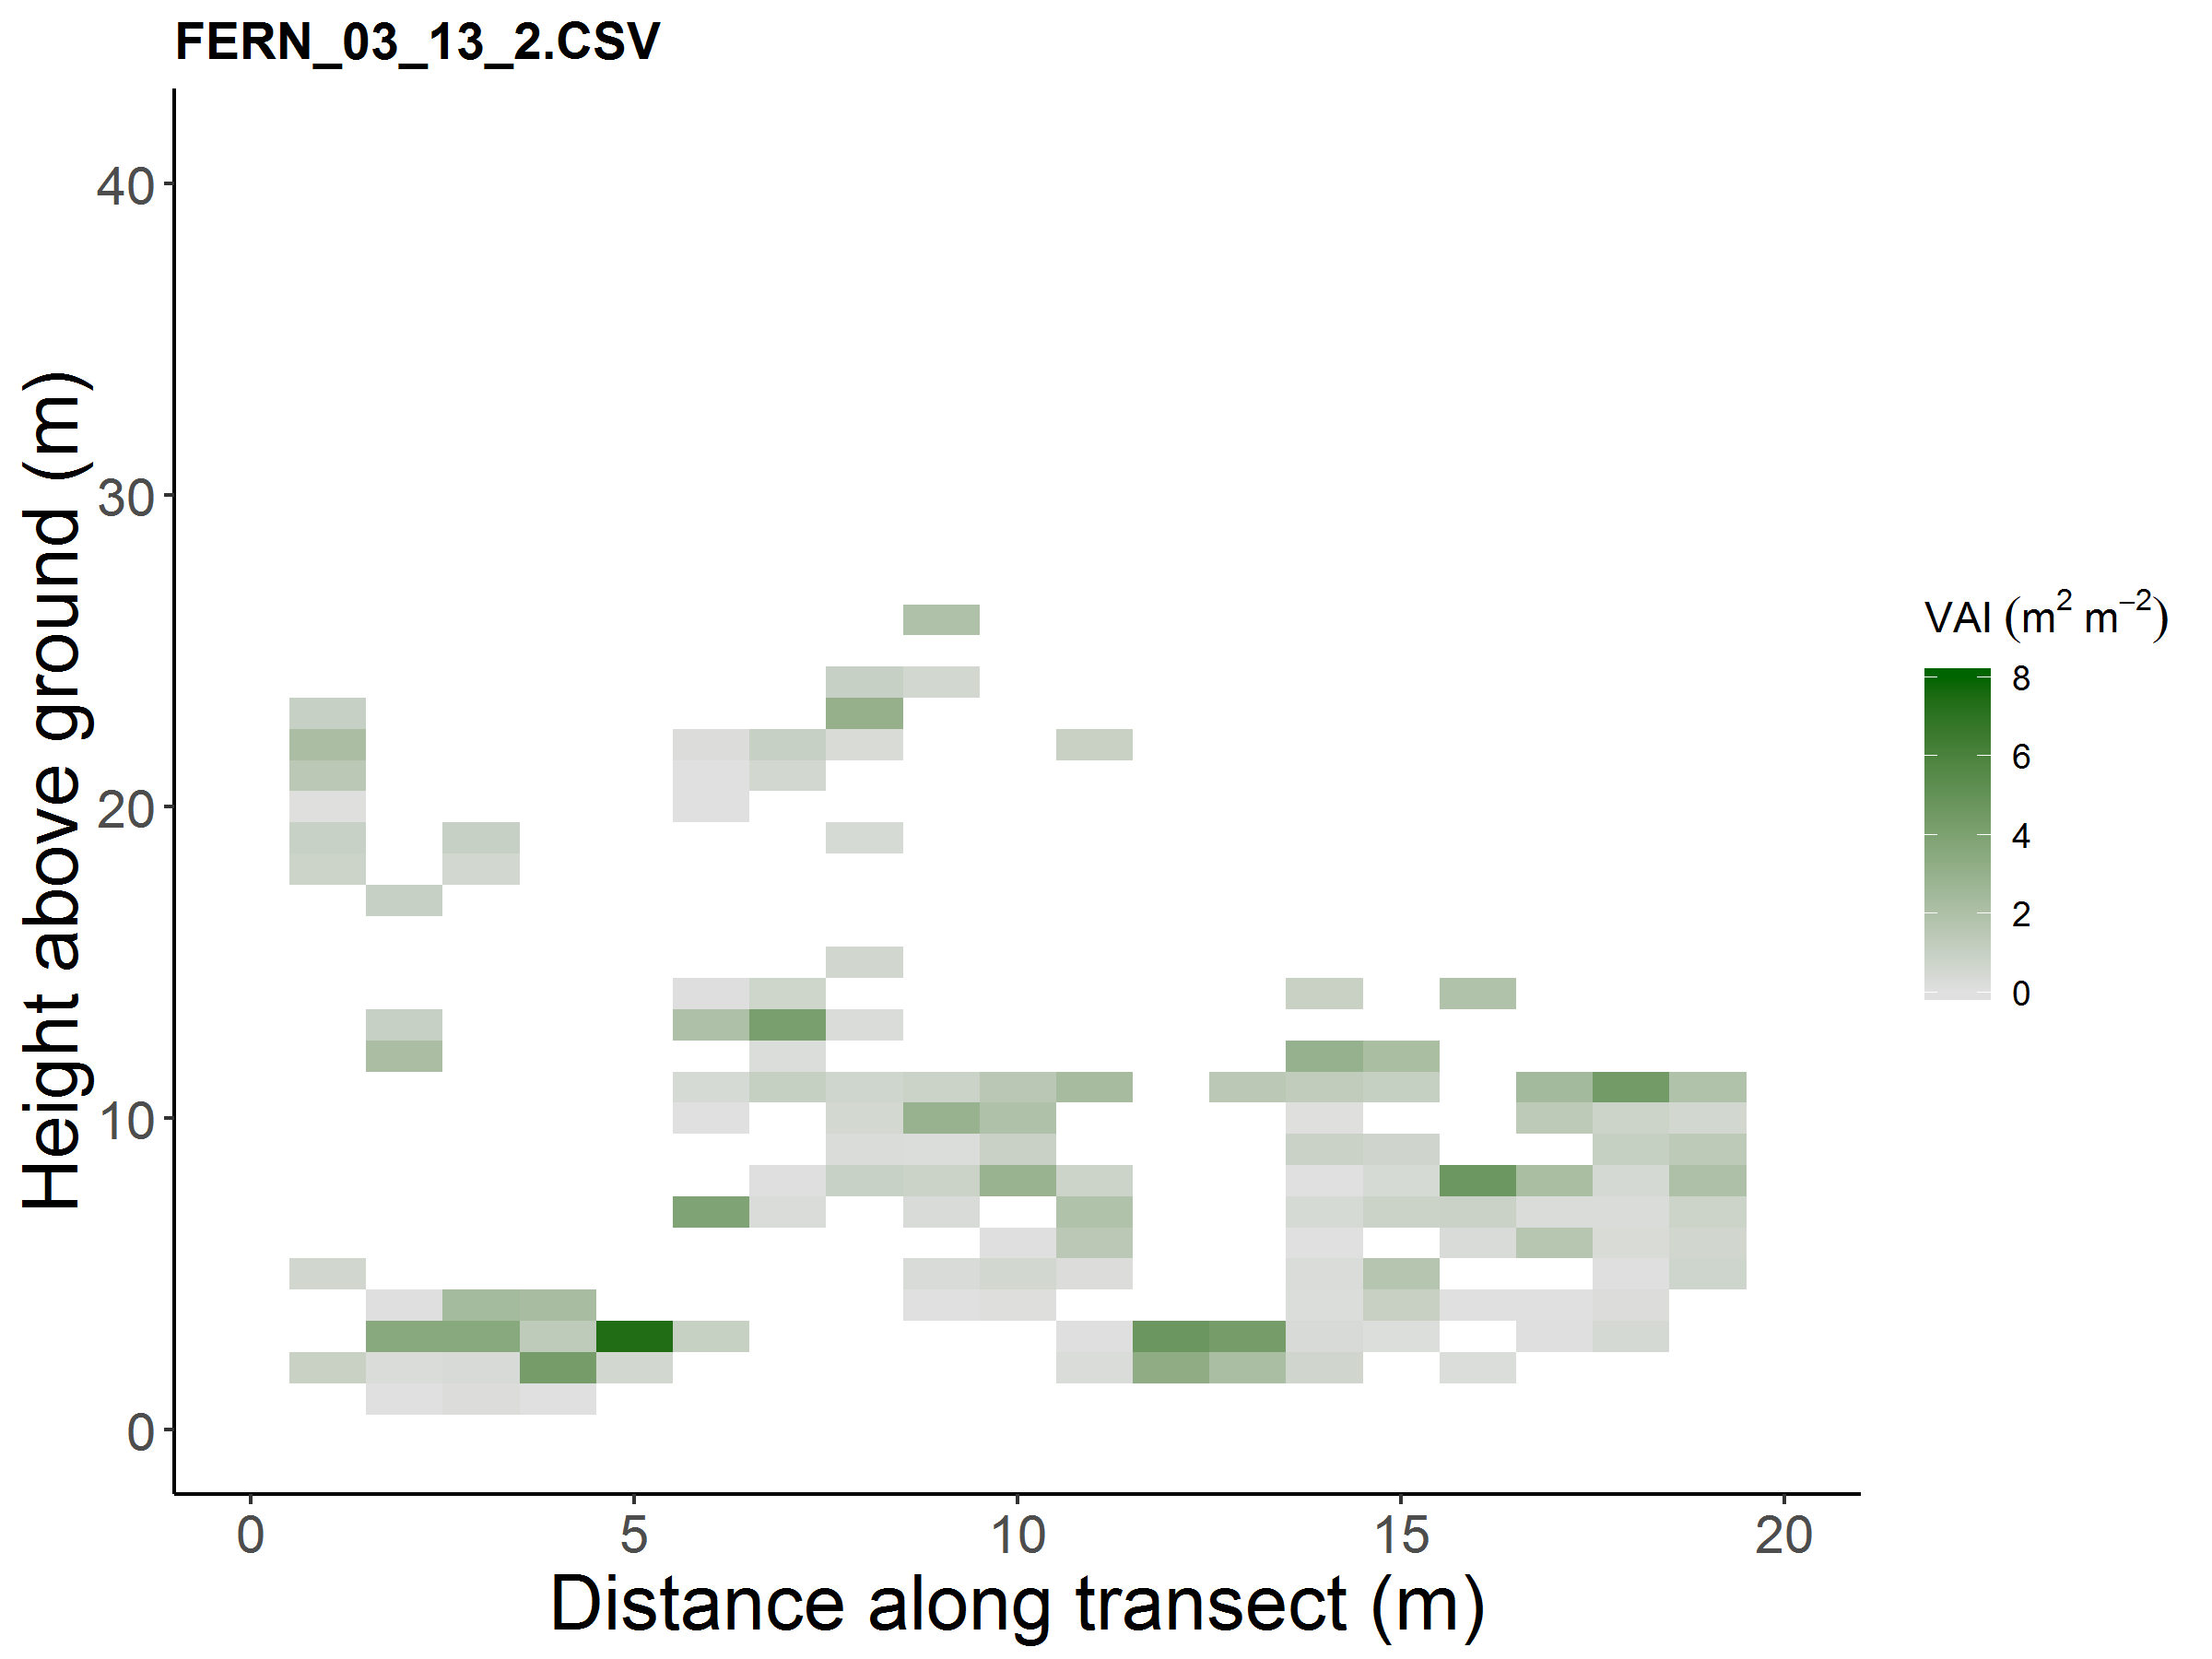 FERN_03_13_2.CSV
Height above ground (m)
40
30
20
10
0
0 5 10 15 20
Distance along transect (m)
VAI (m² m⁻²)
8
6
4
2
0